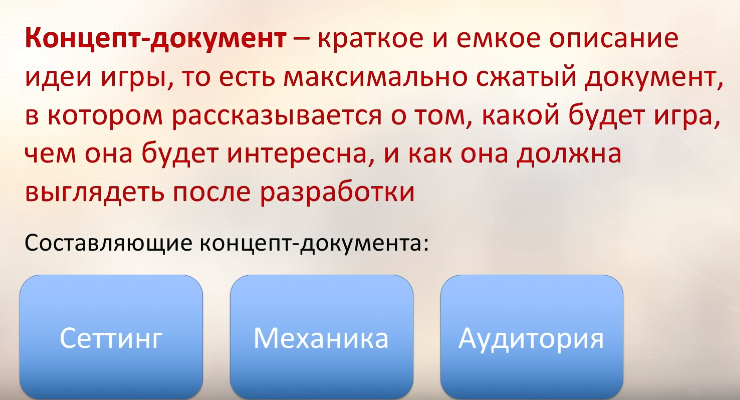 Концепт-документ – краткое и емкое описание
идеи игры, то есть максимально сжатый документ,
в котором рассказывается о том, какой будет игра,
чем она будет интересна, и как она должна
выглядеть после разработки
Составляющие концепт-документа:
Сеттинг
Механика
Аудитория